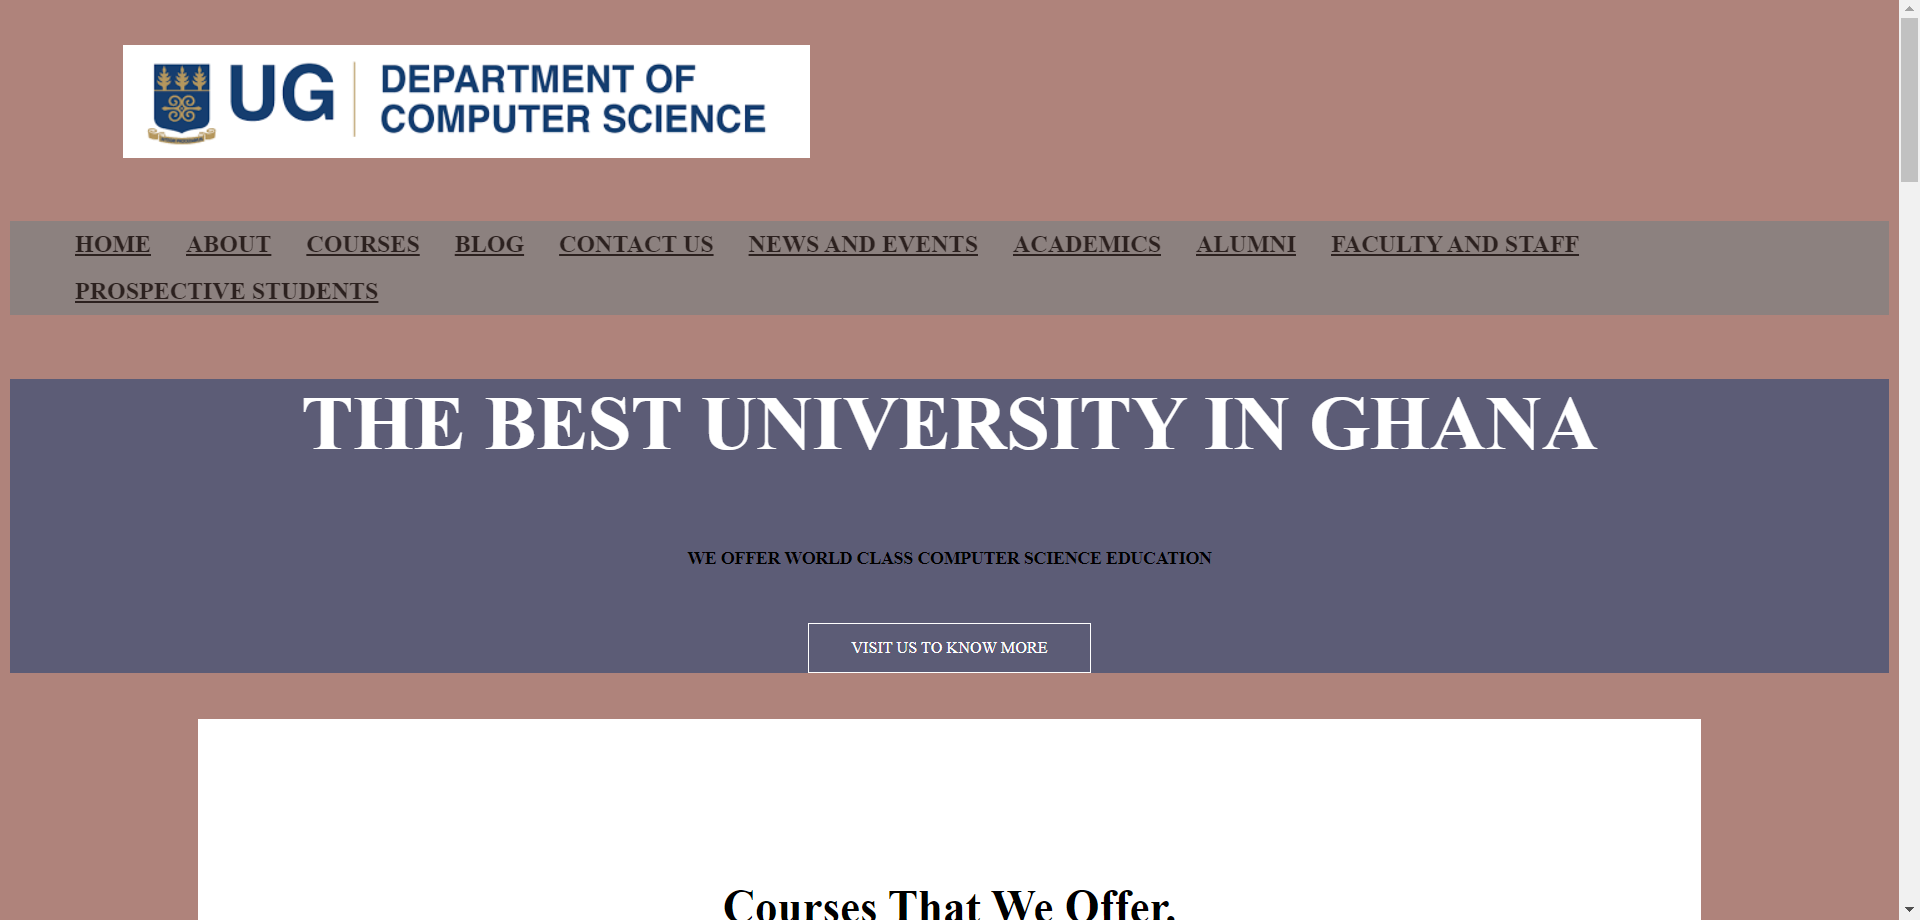 UG
DEPARTMENT OF
COMPUTER SCIENCE
HOME ABOUT COURSES BLOG CONTACT US NEWS AND EVENTS ACADEMICS ALUMNI FACULTY AND STAFF
PROSPECTIVE STUDENTS
THE BEST UNIVERSITY IN GHANA
WE OFFER WORLD CLASS COMPUTER SCIENCE EDUCATION
VISIT US TO KNOW MORE
Courses That We Offer.